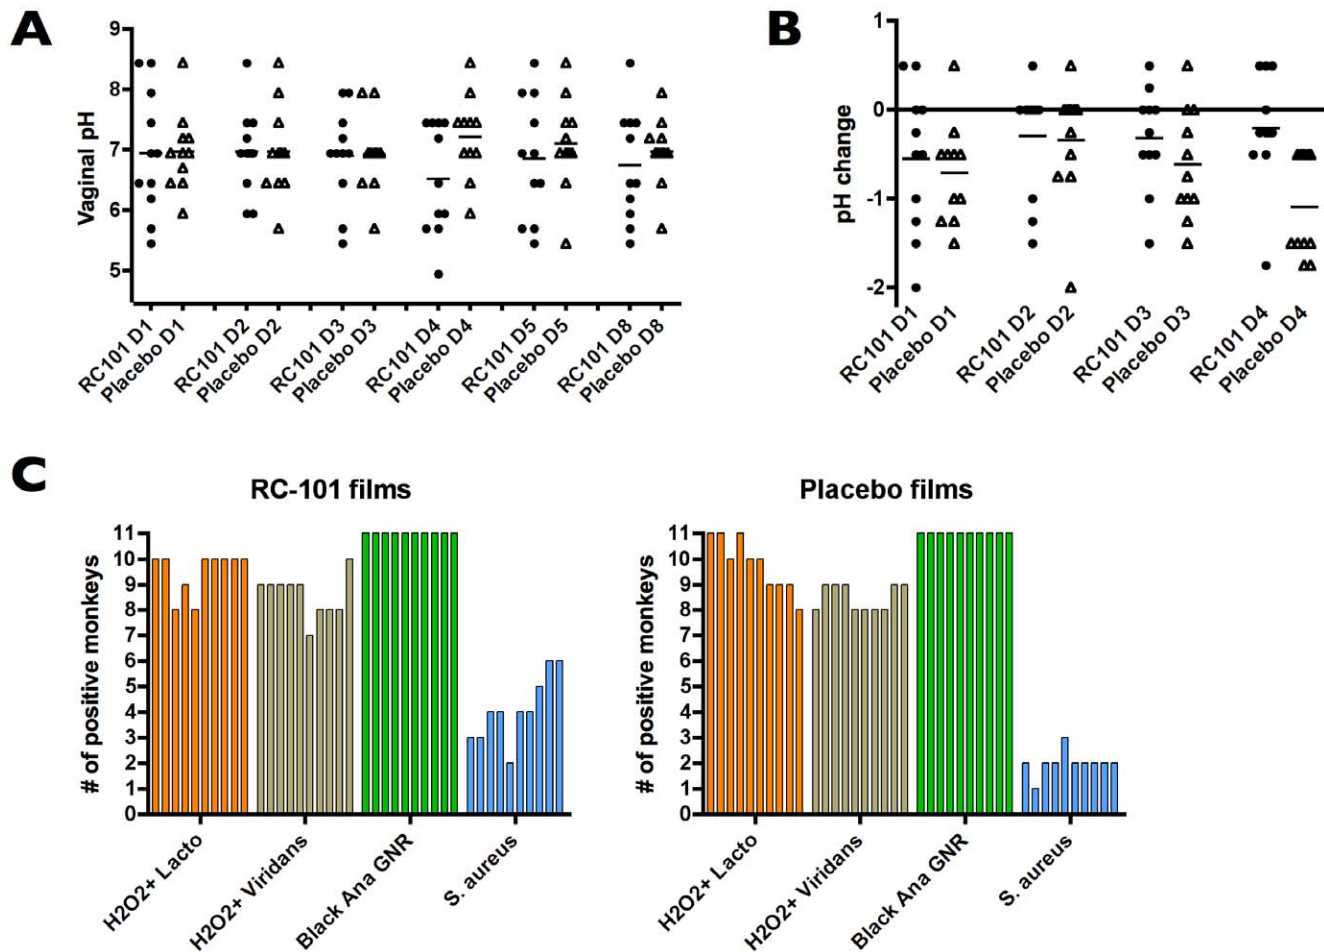 A
Vaginal pH
9
8
7
6
5
RC101 D1
Placebo D1
RC101 D2
Placebo D2
RC101 D3
Placebo D3
RC101 D4
Placebo D4
RC101 D5
Placebo D5
RC101 D8
Placebo D8
B
pH change
1
0
-1
-2
RC101 D1
Placebo D1
RC101 D2
Placebo D2
RC101 D3
Placebo D3
RC101 D4
Placebo D4
C
RC-101 films
# of positive monkeys
11
10
9
8
7
6
5
4
3
2
1
0
H2O2+ Lacto
H2O2+ Viridans
Black Ana GNR
S. aureus
Placebo films
# of positive monkeys
11
10
9
8
7
6
5
4
3
2
1
0
H2O2+ Lacto
H2O2+ Viridans
Black Ana GNR
S. aureus